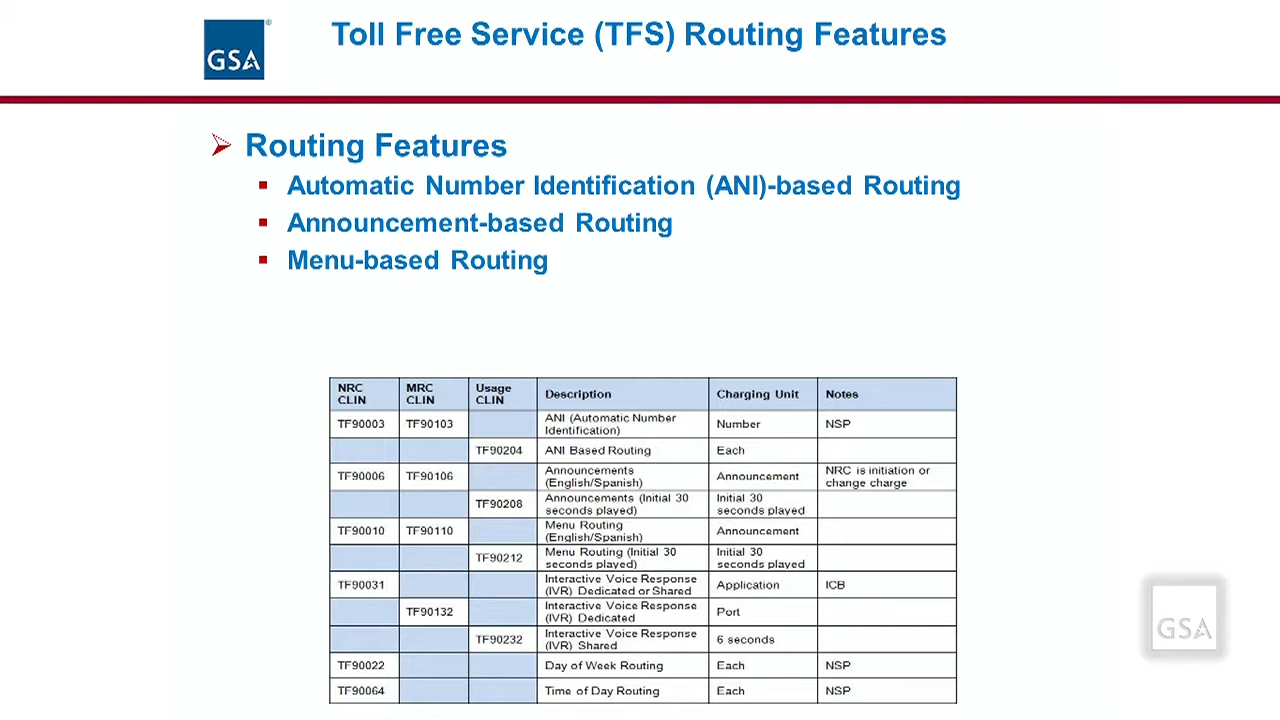 GSA®
Toll Free Service (TFS) Routing Features
Routing Features
Automatic Number Identification (ANI)-based Routing
Announcement-based Routing
Menu-based Routing
NRC CLIN MRC CLIN Usage CLIN Description Charging Unit Notes
TF90003 TF90103 ANI (Automatic Number Identification) Number NSP
TF90204 ANI Based Routing Each
TF90006 TF90106 Announcements (English/Spanish) Announcement NRC is initiation or change charge
TF90208 Announcements (Initial 30 seconds played) Initial 30 seconds played
TF90010 TF90110 Menu Routing (English/Spanish) Announcement
TF90212 Menu Routing (Initial 30 seconds played) Initial 30 seconds played
TF90031 Interactive Voice Response (IVR) Dedicated or Shared Application ICB
TF90132 Interactive Voice Response (IVR) Dedicated Port
TF90232 Interactive Voice Response (IVR) Shared 6 seconds
TF90022 Day of Week Routing Each NSP
TF90064 Time of Day Routing Each NSP
GSA